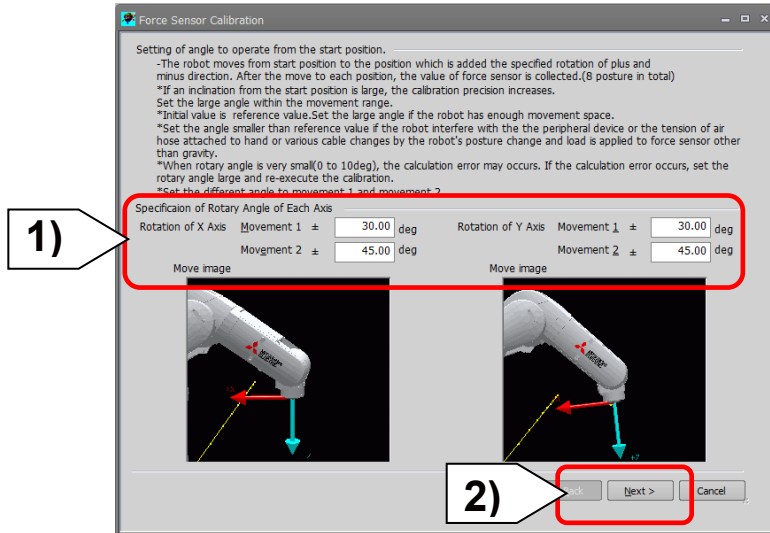 Force Sensor Calibration
Setting of angle to operate from the start position.
-The robot moves from start position to the position which is added the specified rotation of plus and
minus direction. After the move to each position, the value of force sensor is collected.(8 posture in total)
*If an inclination from the start position is large, the calibration precision increases.
Set the large angle within the movement range.
*Initial value is reference value.Set the large angle if the robot has enough movement space.
*Set the angle smaller than reference value if the robot interfere with the the peripheral device or the tension of air
hose attached to hand or various cable changes by the robot's posture change and load is applied to force sensor other
than gravity.
*When rotary angle is very small(0 to 10deg), the calculation error may occurs. If the calculation error occurs, set the
rotary angle large and re-execute the calibration.
*Set the different angle to movement 1 and movement 2
Specificaion of Rotary Angle of Each Axis
1)
Rotation of X Axis Movement 1 ± 30.00 deg Rotation of Y Axis Movement 1 ± 30.00 deg
Movement 2 ± 45.00 deg Movement 2 ± 45.00 deg
Move image Move image
MITSUBISHI ELECTRIC
+X
+Z
2)
Back Next > Cancel